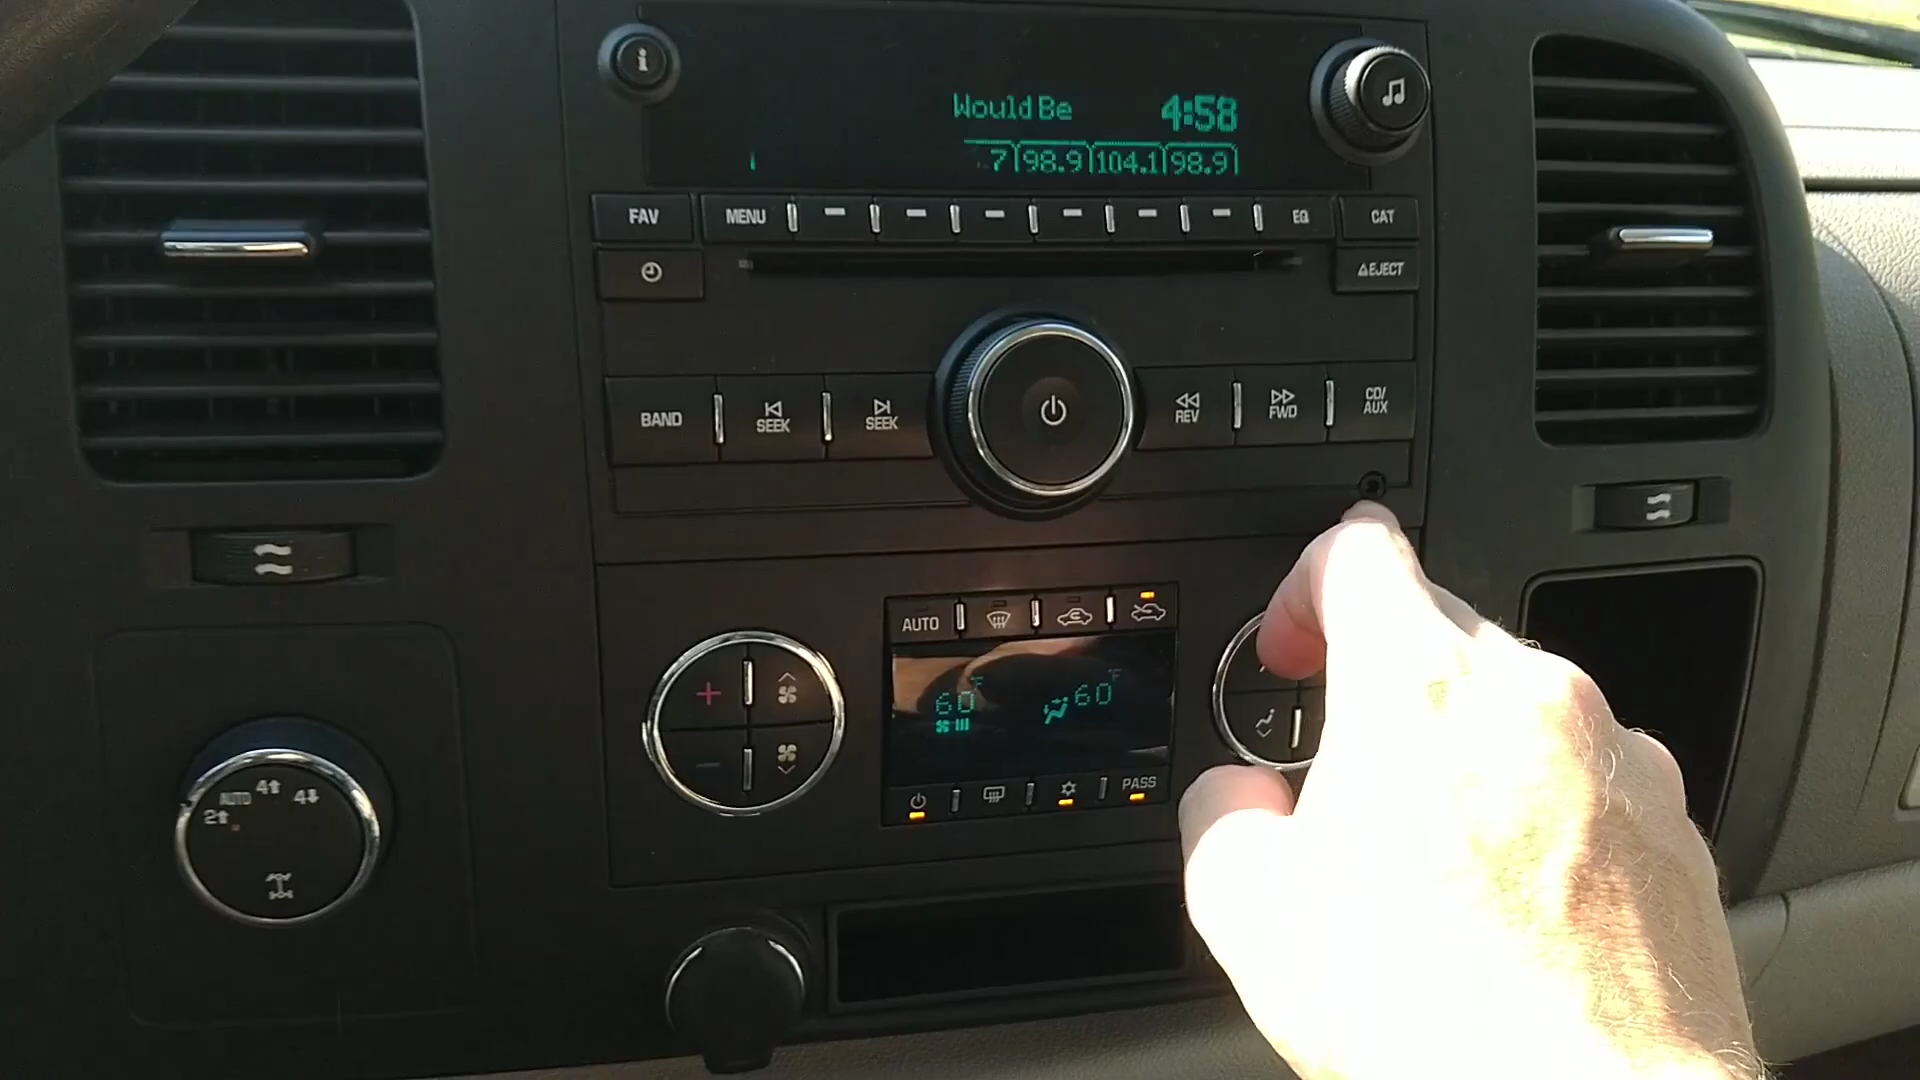 i
Would Be 4:58
7 98.9 104.1 98.9
FAV MENU EQ CAT
EJECT
BAND SEEK SEEK REV FWD CD/
AUX
AUTO
60°F 60°F
PASS
AUTO 4 4
2